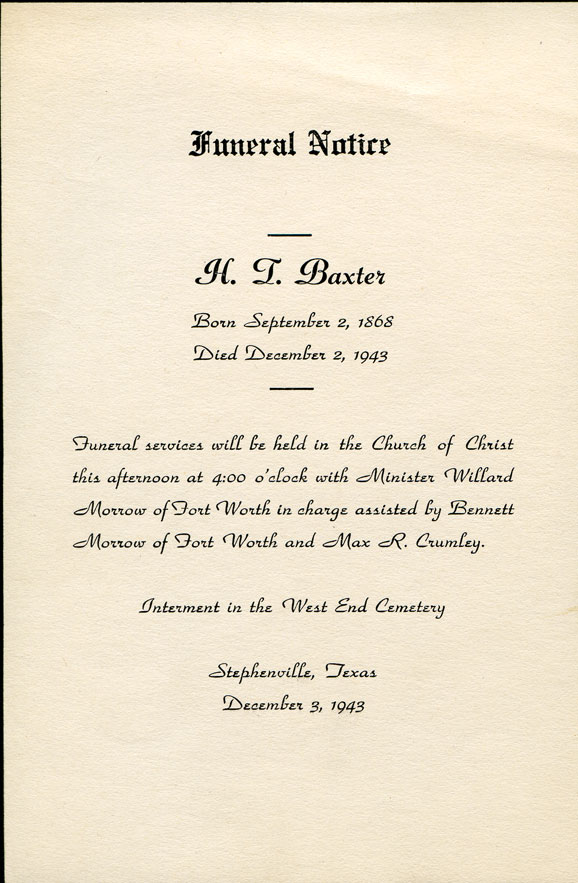 Funeral Notice
H. T. Baxter
Born September 2, 1868
Died December 2, 1943
Funeral services will be held in the Church of Christ
this afternoon at 4:00 o'clock with Minister Willard
Morrow of Fort Worth in charge assisted by Bennett
Morrow of Fort Worth and Max R. Crumley.
Interment in the West End Cemetery
Stephenville, Texas
December 3, 1943